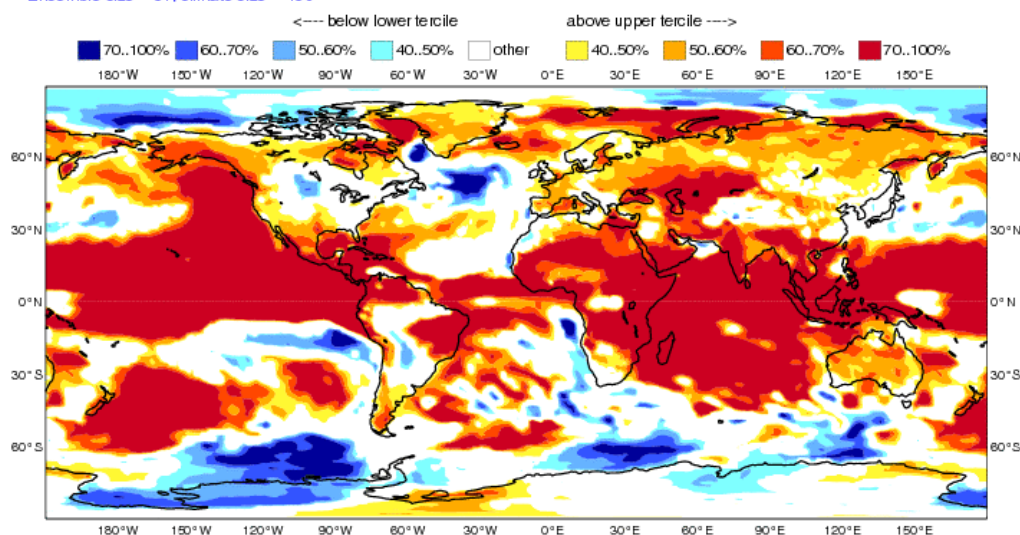 <---- below lower tercile above upper tercile ---->
70..100% 60..70% 50..60% 40..50% other 40..50% 50..60% 60..70% 70..100%
180°W 150°W 120°W 90°W 60°W 30°W 0°E 30°E 60°E 90°E 120°E 150°E
60°N 60°N
30°N 30°N
0°N 0°N
30°S 30°S
60°S 60°S
180°W 150°W 120°W 90°W 60°W 30°W 0°E 30°E 60°E 90°E 120°E 150°E